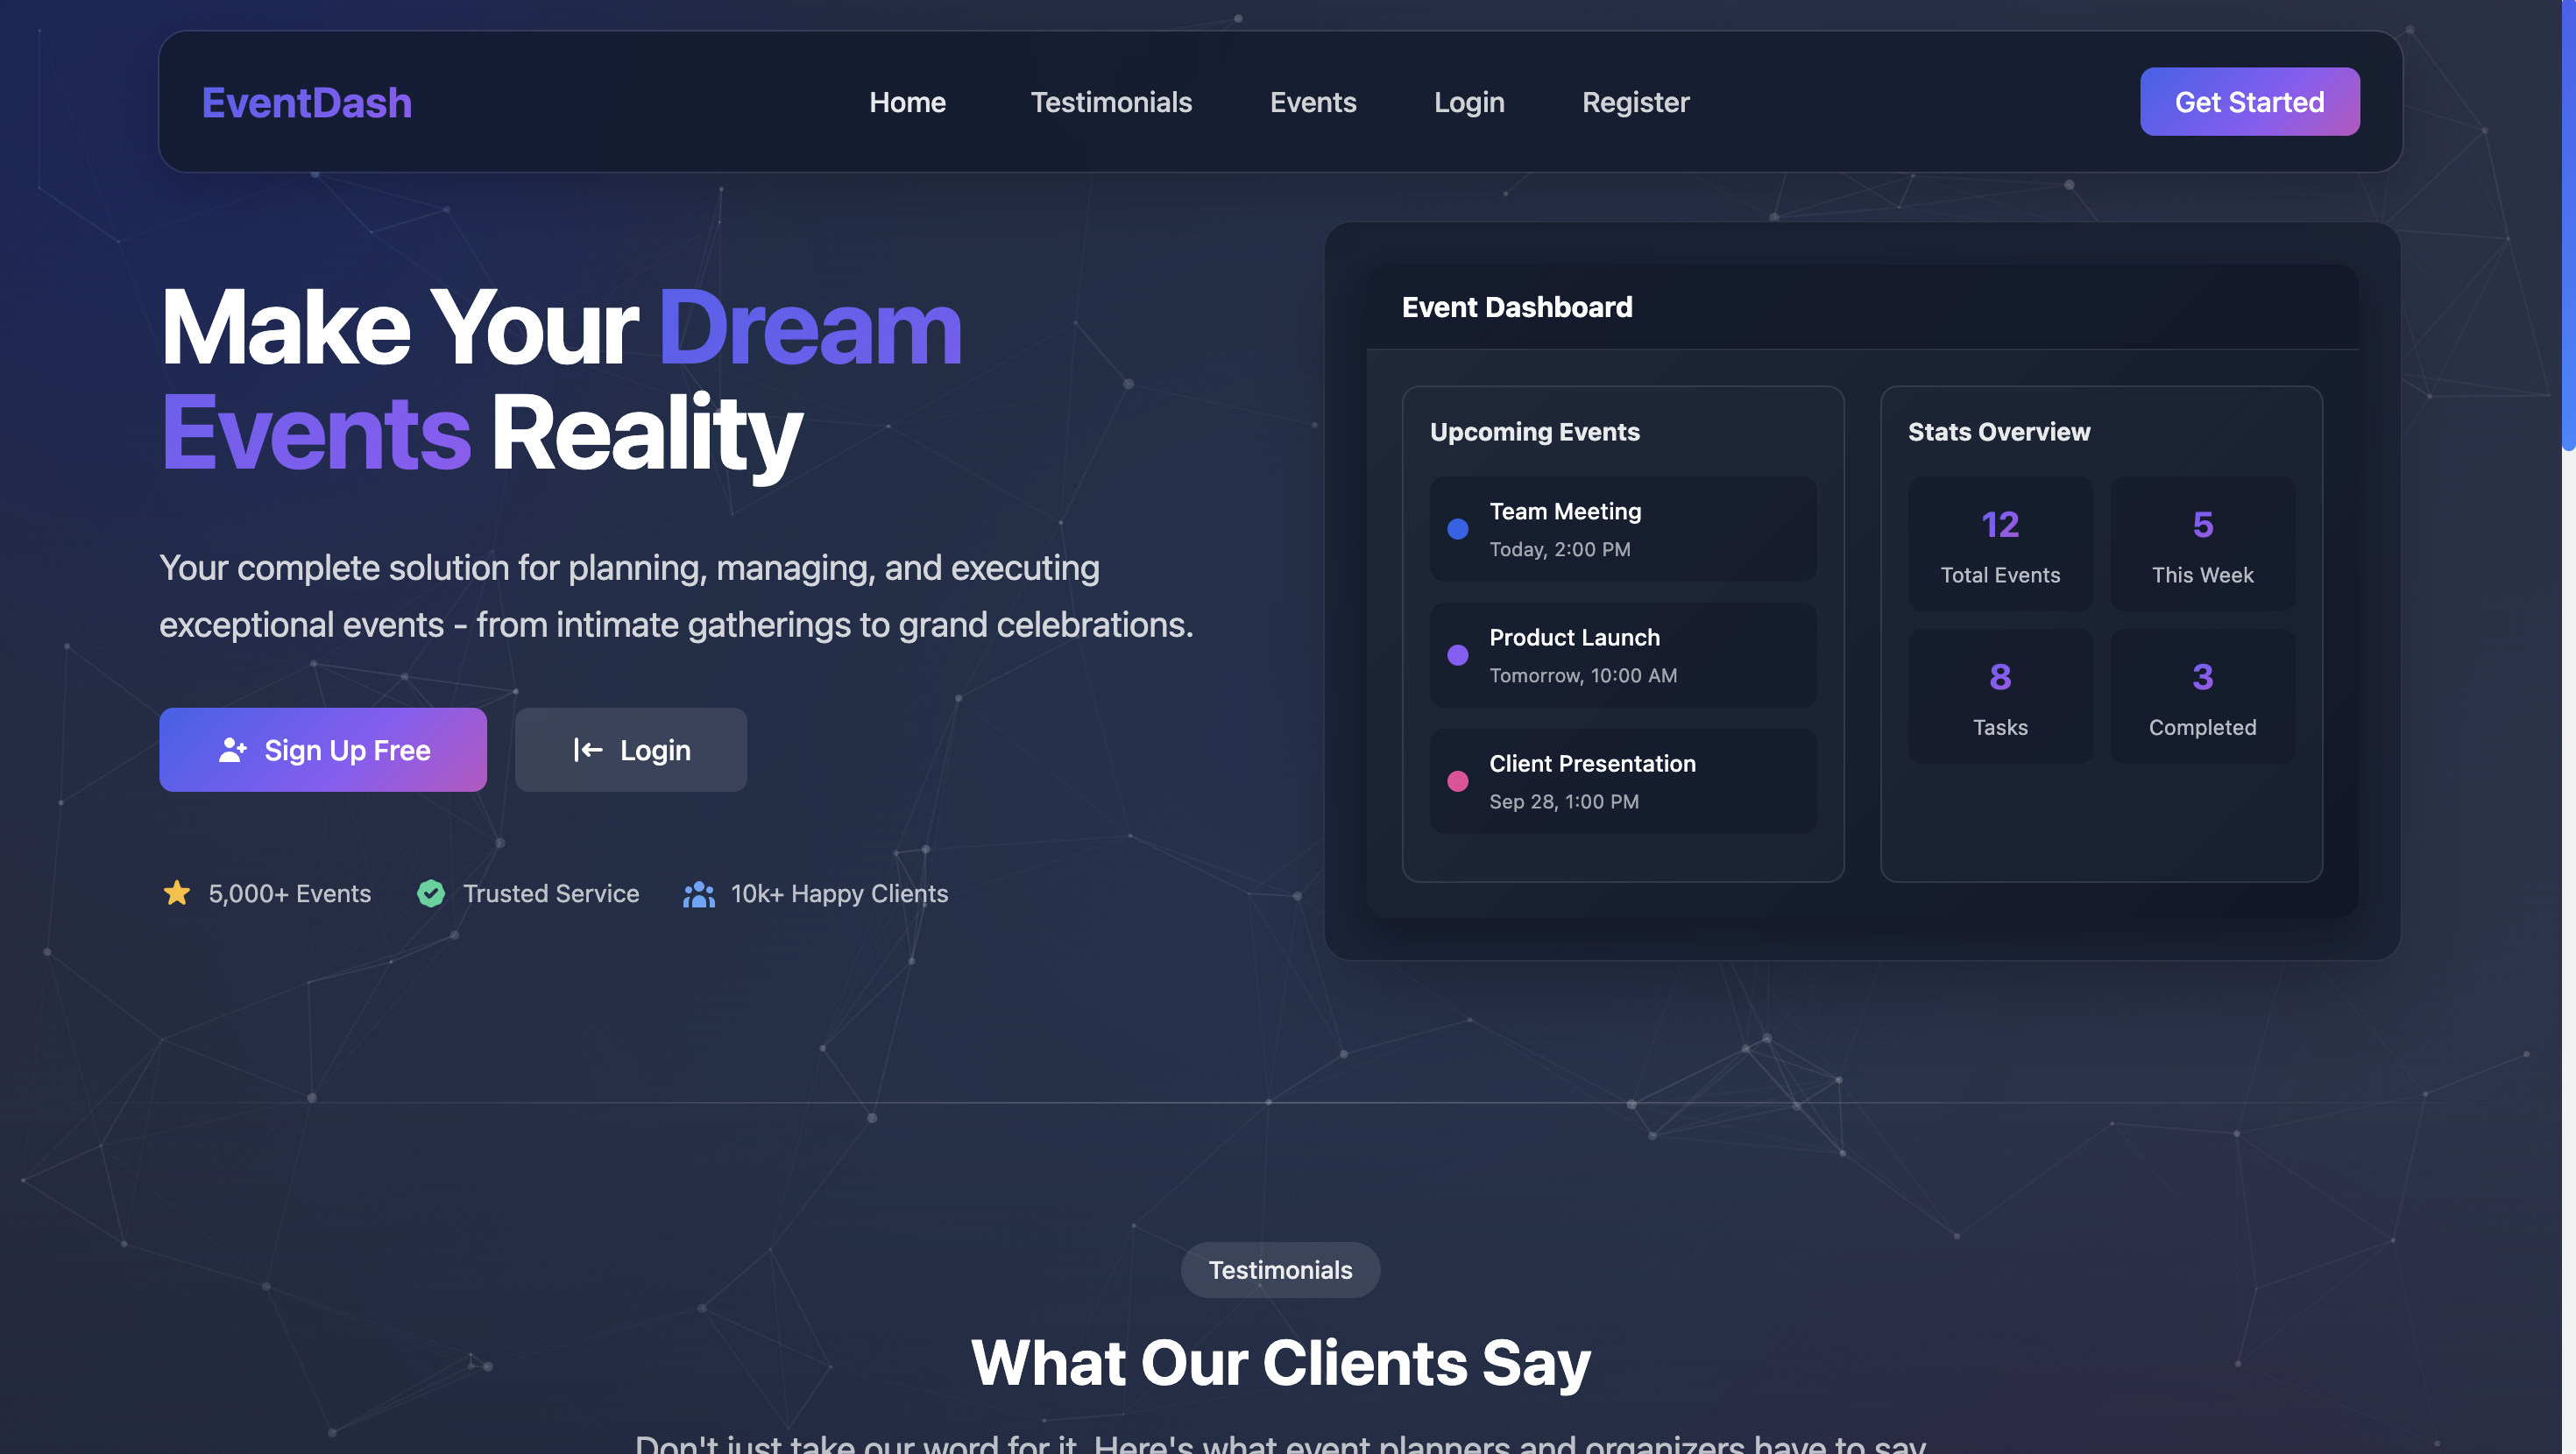 EventDash
Home
Testimonials
Events
Login
Register
Get Started
Make Your Dream
Events Reality
Your complete solution for planning, managing, and executing
exceptional events - from intimate gatherings to grand celebrations.
Sign Up Free
Login
5,000+ Events
Trusted Service
10k+ Happy Clients
Event Dashboard
Upcoming Events
Team Meeting
Today, 2:00 PM
Product Launch
Tomorrow, 10:00 AM
Client Presentation
Sep 28, 1:00 PM
Stats Overview
12
Total Events
5
This Week
8
Tasks
3
Completed
Testimonials
What Our Clients Say
Don't just take our word for it. Here's what event planners and organizers have to say